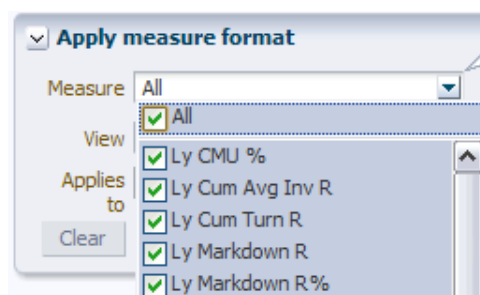 Apply measure format
Measure All
All
View
Ly CMU %
Applies
to
Ly Cum Avg Inv R
Ly Cum Turn R
Clear
Ly Markdown R
Ly Markdown R%